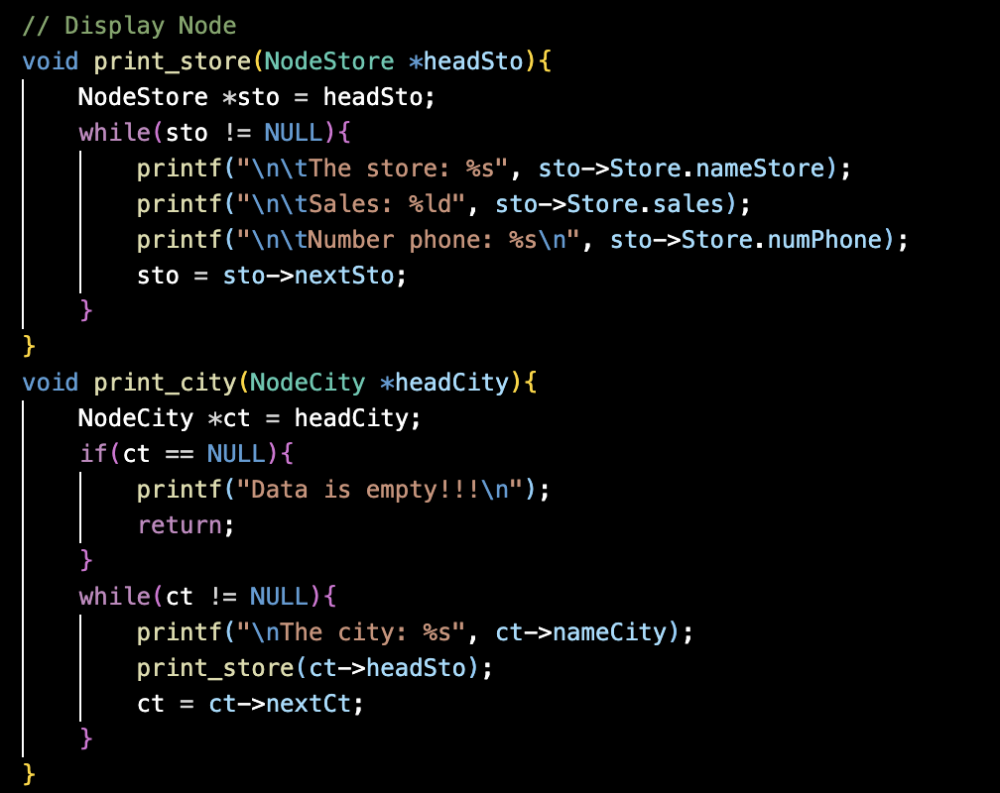 // Display Node
void print_store(NodeStore *headSto){
    NodeStore *sto = headSto;
    while(sto != NULL){
        printf("\n\tThe store: %s", sto->Store.nameStore);
        printf("\n\tSales: %ld", sto->Store.sales);
        printf("\n\tNumber phone: %s\n", sto->Store.numPhone);
        sto = sto->nextSto;
    }
}
void print_city(NodeCity *headCity){
    NodeCity *ct = headCity;
    if(ct == NULL){
        printf("Data is empty!!!\n");
        return;
    }
    while(ct != NULL){
        printf("\nThe city: %s", ct->nameCity);
        print_store(ct->headSto);
        ct = ct->nextCt;
    }
}